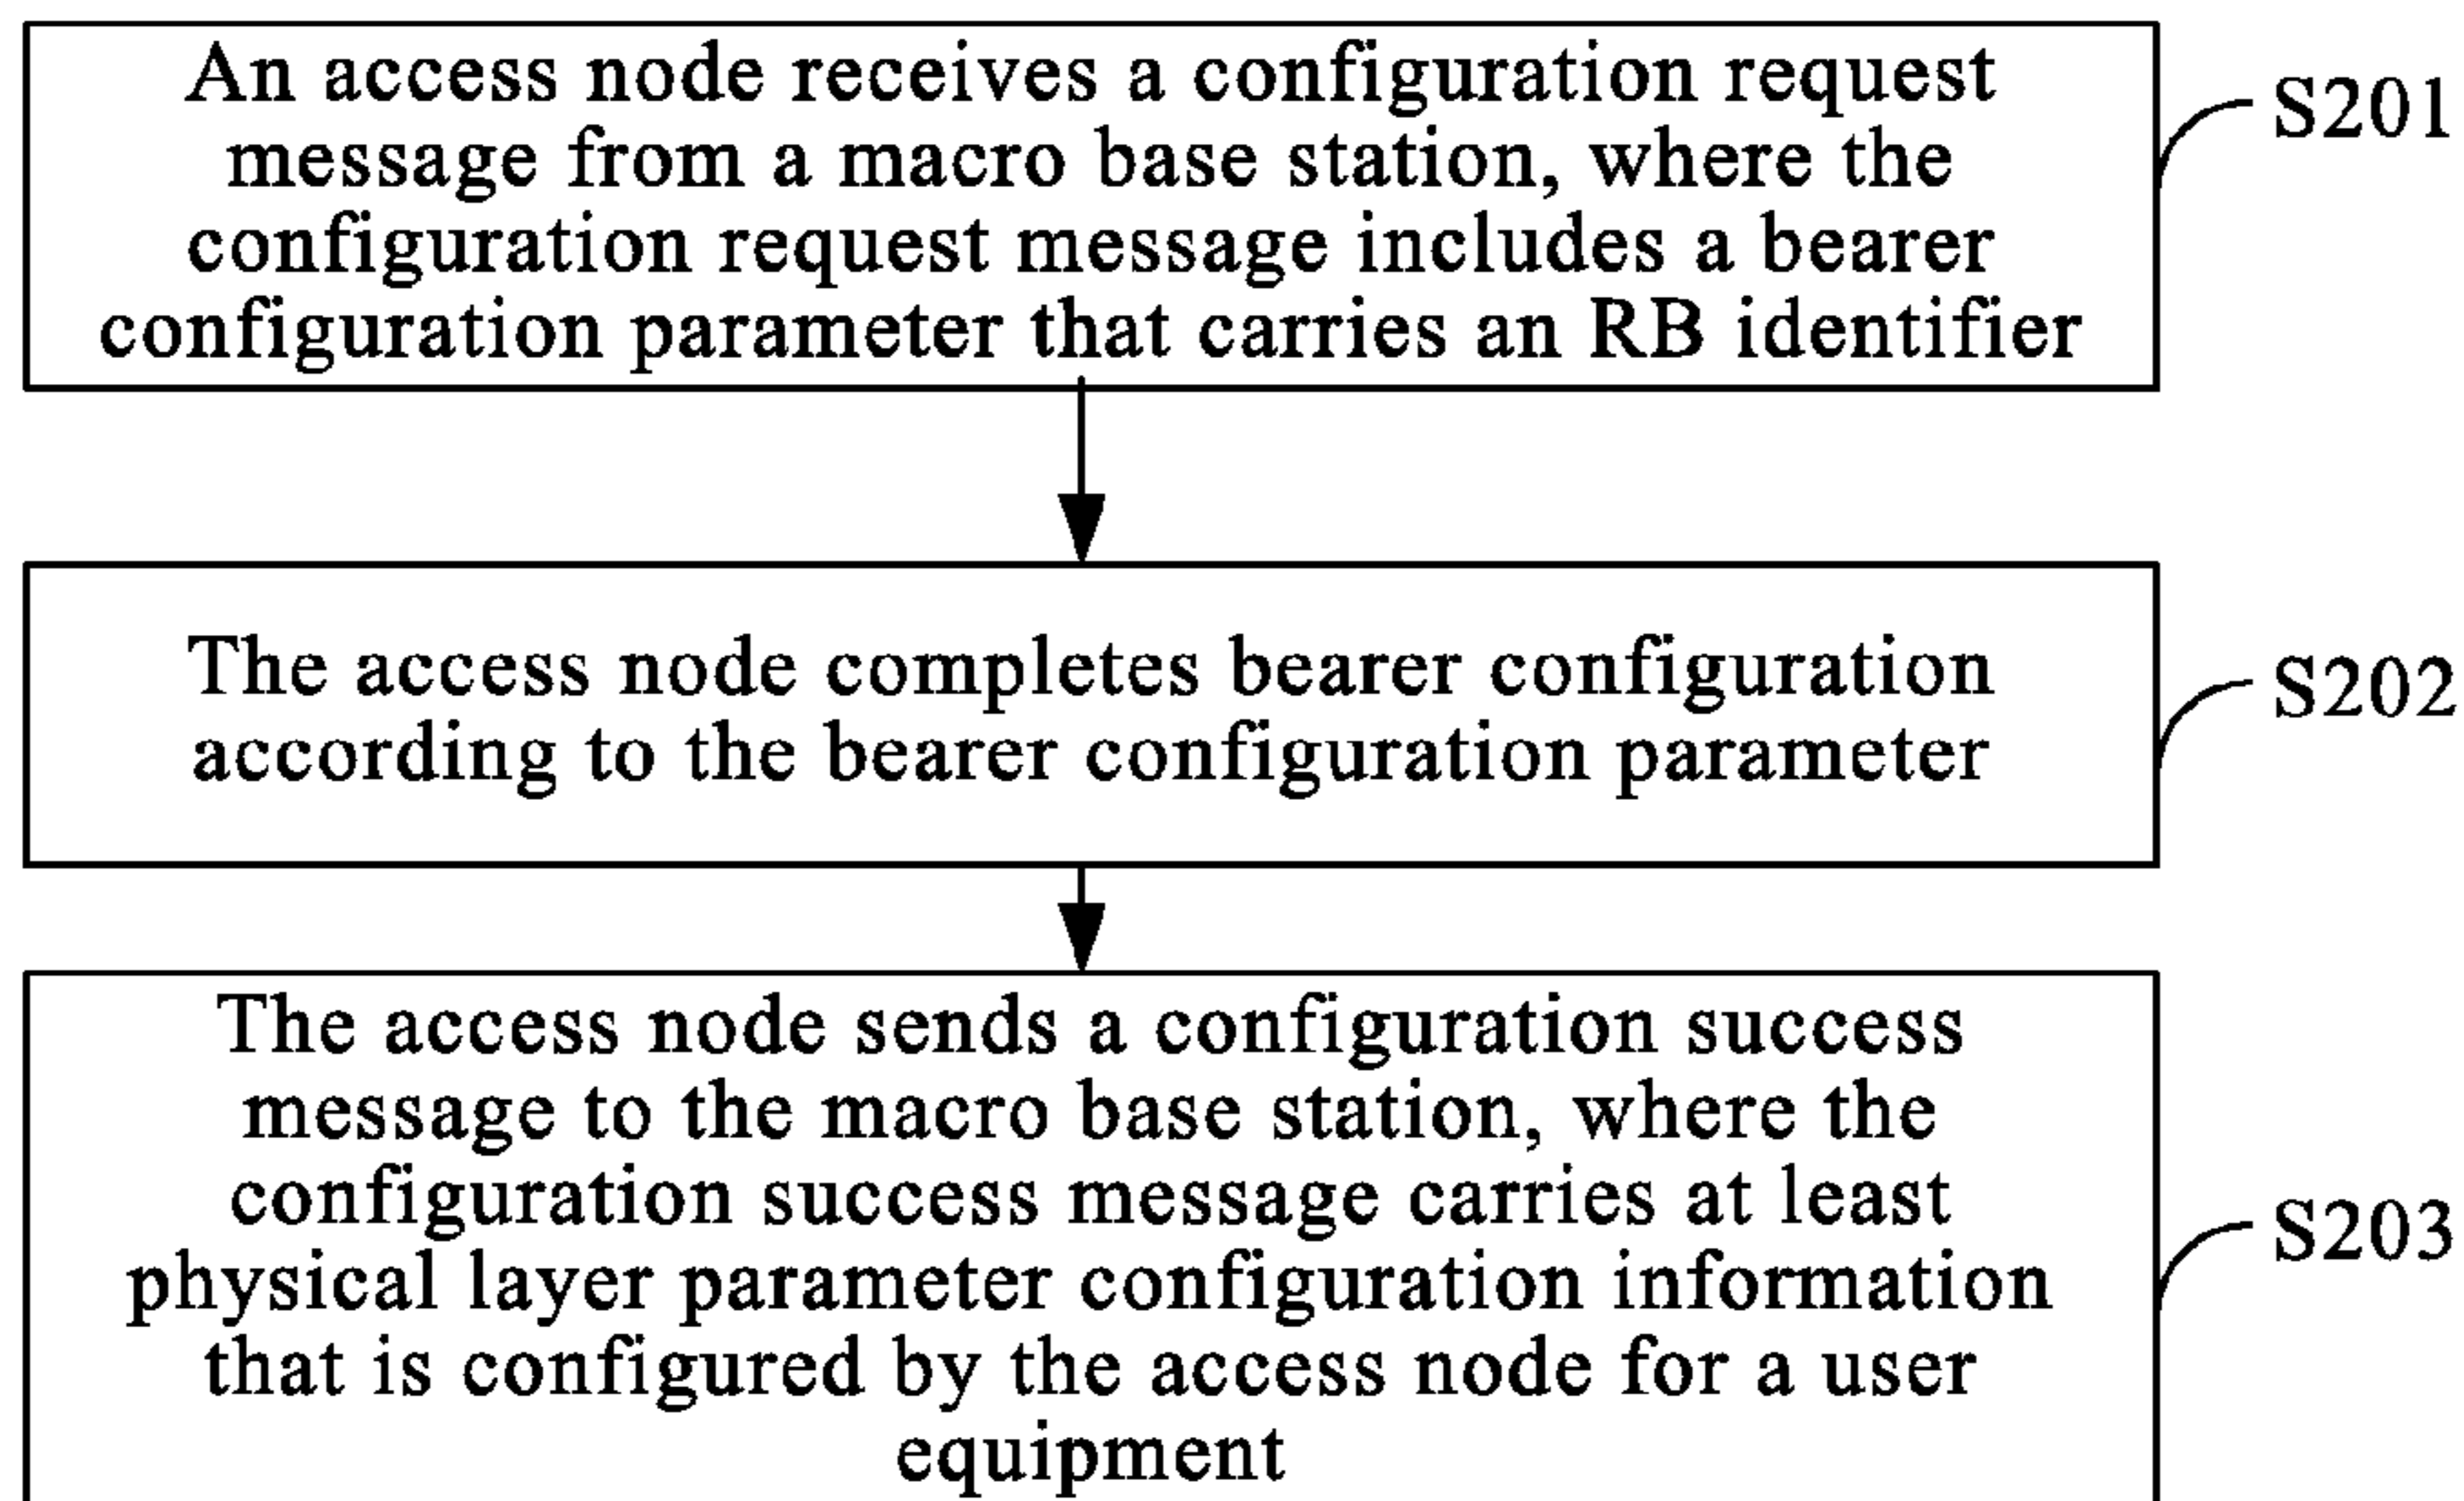 An access node receives a configuration request
message from a macro base station, where the
configuration request message includes a bearer
configuration parameter that carries an RB identifier
S201
The access node completes bearer configuration
according to the bearer configuration parameter
S202
The access node sends a configuration success
message to the macro base station, where the
configuration success message carries at least
physical layer parameter configuration information
that is configured by the access node for a user
equipment
S203